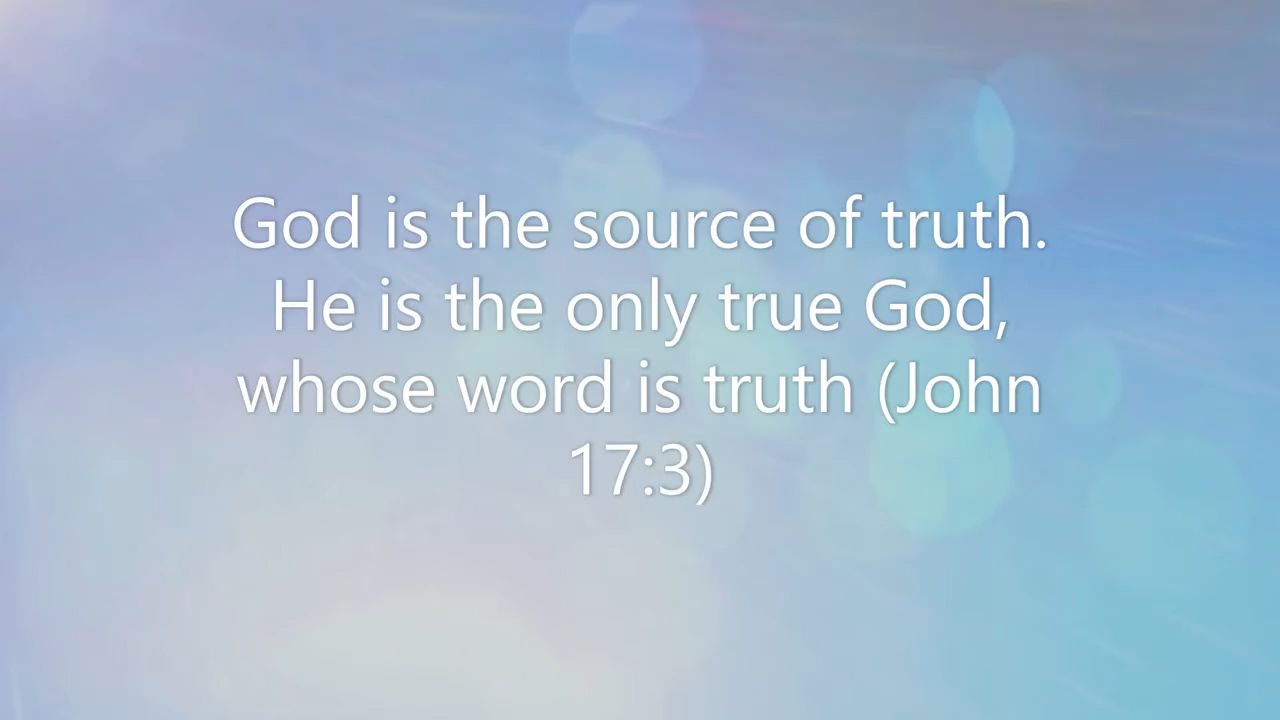 God is the source of truth.
He is the only true God,
whose word is truth (John
17:3)